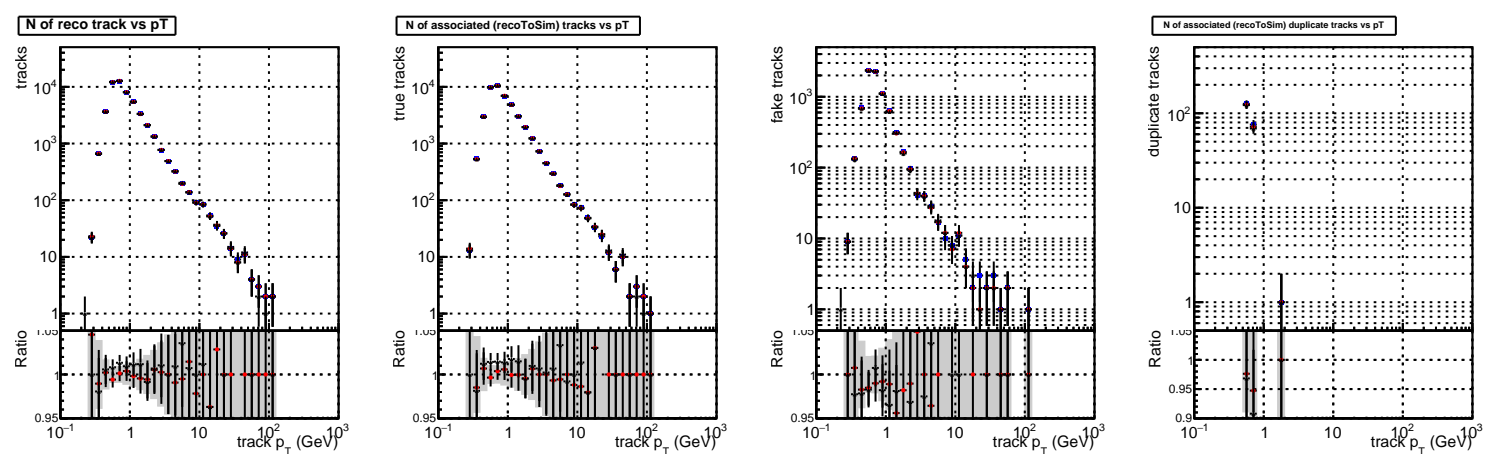 N of reco track vs pT
tracks
10^4
10^3
10^2
10
1
Ratio
1.05
1
0.95
10^-1 1 10 10^2 10^3
track p_T (GeV)
N of associated (recoToSim) tracks vs pT
true tracks
10^4
10^3
10^2
10
1
Ratio
1.05
1
0.95
10^-1 1 10 10^2 10^3
track p_T (GeV)
fake tracks
10^3
10^2
10
1
Ratio
1.05
1
0.95
10^-1 1 10 10^2 10^3
track p_T (GeV)
N of associated (recoToSim) duplicate tracks vs pT
duplicate tracks
10^2
10
1
Ratio
1.05
1
0.95
0.9
10^-1 1 10 10^2 10^3
track p_T (GeV)